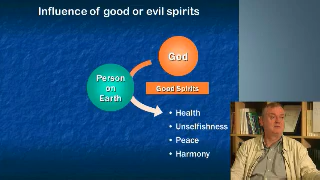 Influence of good or evil spirits
God
Person
on
Earth
Good Spirits
• Health
• Unselfishness
• Peace
• Harmony